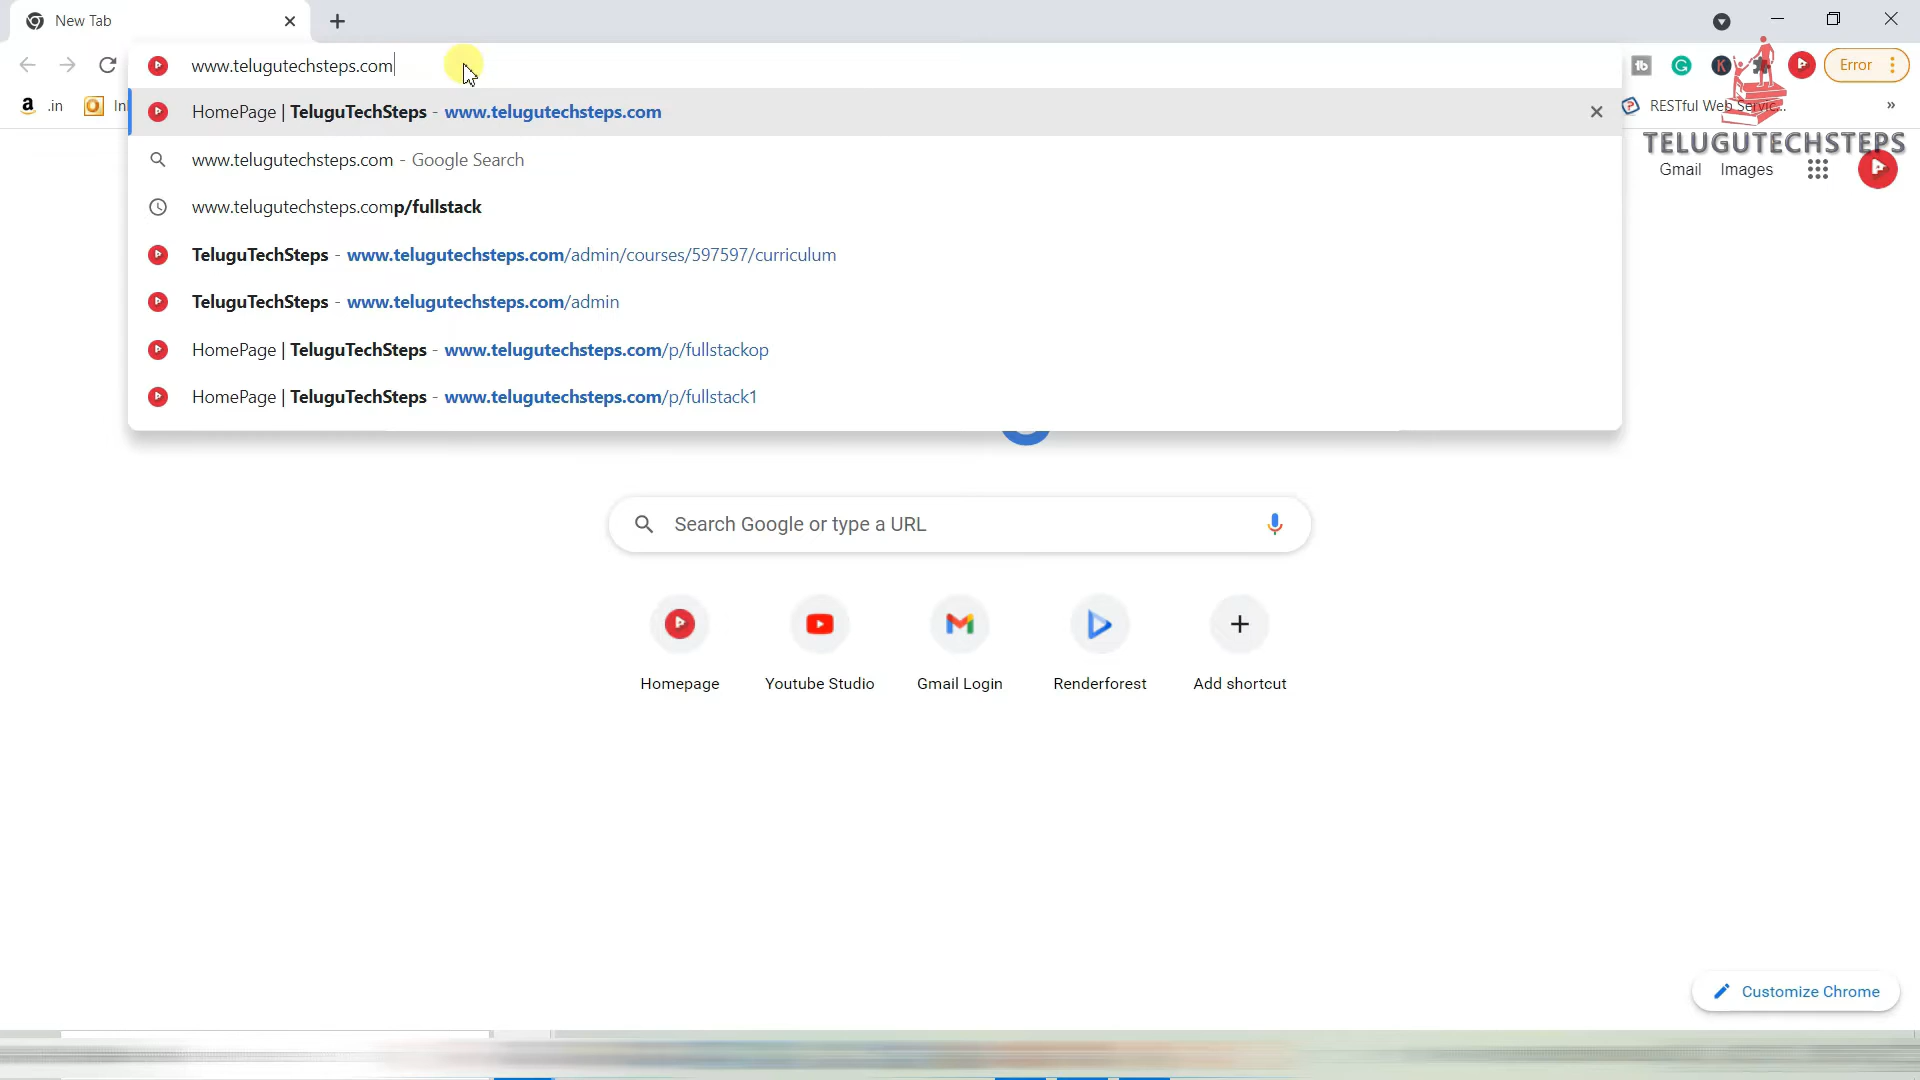 New Tab
www.telugutechsteps.com
Error
.in
HomePage | TeluguTechSteps - www.telugutechsteps.com
RESTful Web Servic...
TELUGUTECHSTEPS
www.telugutechsteps.com - Google Search
Gmail Images
www.telugutechsteps.comp/fullstack
TeluguTechSteps - www.telugutechsteps.com/admin/courses/597597/curriculum
TeluguTechSteps - www.telugutechsteps.com/admin
HomePage | TeluguTechSteps - www.telugutechsteps.com/p/fullstackop
HomePage | TeluguTechSteps - www.telugutechsteps.com/p/fullstack1
Search Google or type a URL
Homepage
Youtube Studio
Gmail Login
Renderforest
Add shortcut
Customize Chrome